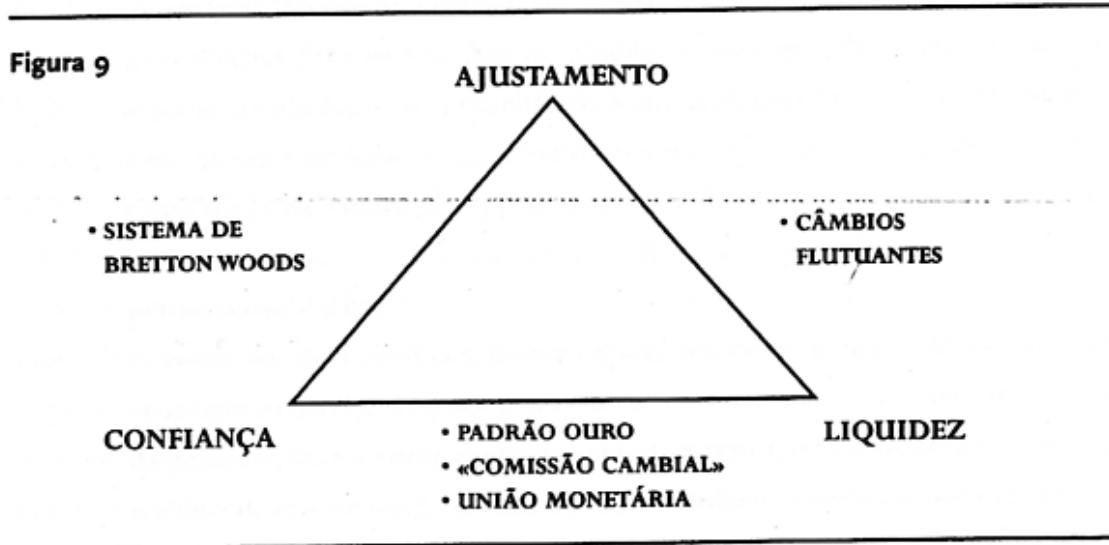 Figura 9
AJUSTAMENTO
• SISTEMA DE
BRETTON WOODS
• CÂMBIOS
FLUTUANTES
CONFIANÇA
• PADRÃO OURO
• «COMISSÃO CAMBIAL»
• UNIÃO MONETÁRIA
LIQUIDEZ